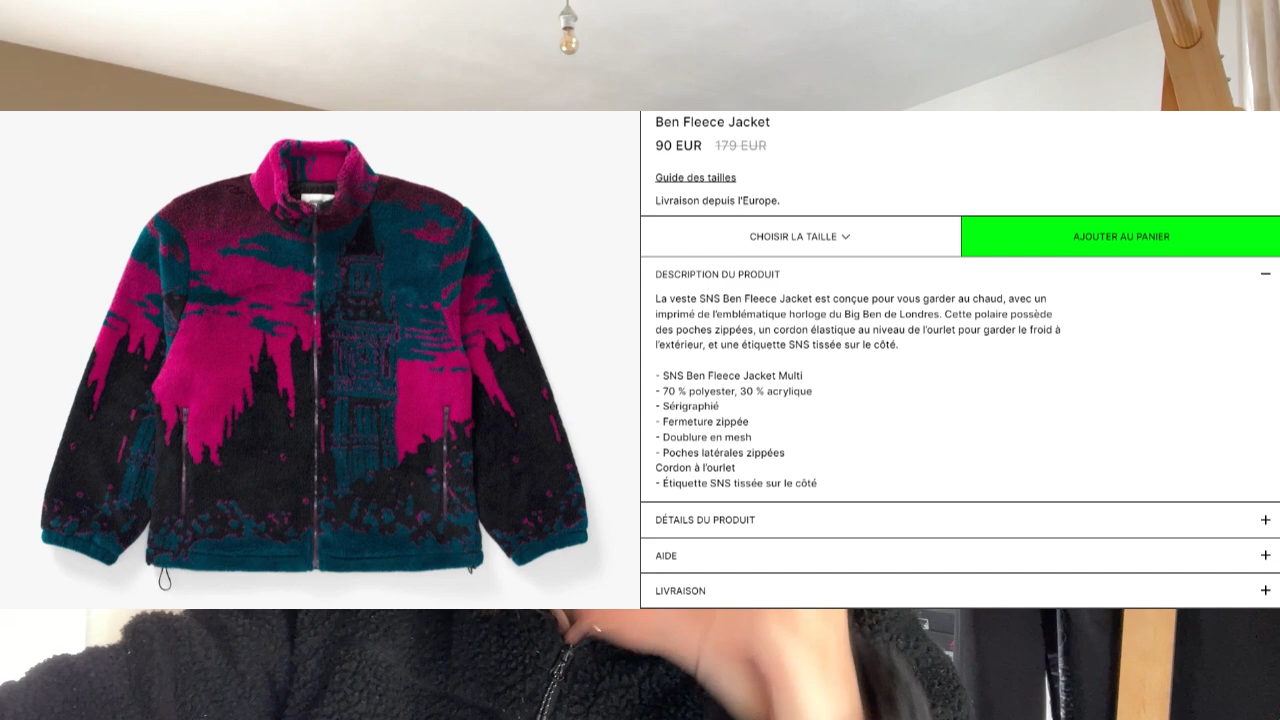 Ben Fleece Jacket
90 EUR 179 EUR
Guide des tailles
Livraison depuis l'Europe.
CHOISIR LA TAILLE
AJOUTER AU PANIER
DESCRIPTION DU PRODUIT
La veste SNS Ben Fleece Jacket est conçue pour vous garder au chaud, avec un
imprimé de l'emblématique horloge du Big Ben de Londres. Cette polaire possède
des poches zippées, un cordon élastique au niveau de l'ourlet pour garder le froid à
l'extérieur, et une étiquette SNS tissée sur le côté.
- SNS Ben Fleece Jacket Multi
- 70 % polyester, 30 % acrylique
- Sérigraphié
- Fermeture zippée
- Doublure en mesh
- Poches latérales zippées
Cordon à l'ourlet
- Étiquette SNS tissée sur le côté
DÉTAILS DU PRODUIT
AIDE
LIVRAISON